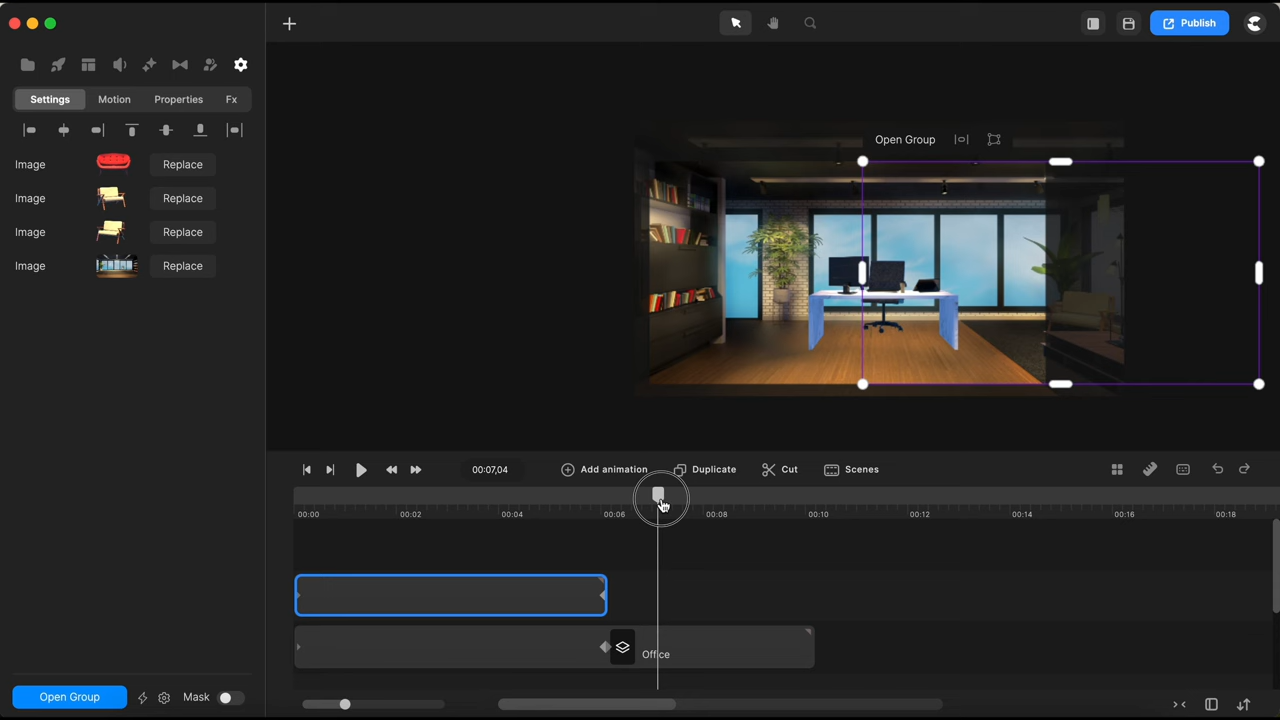 Publish
Settings Motion Properties Fx
Open Group
Image Replace
Image Replace
Image Replace
Image Replace
00:07,04 Add animation Duplicate Cut Scenes
00:00 00:02 00:04 00:06 00:08 00:10 00:12 00:14 00:16 00:18
Office
Open Group Mask